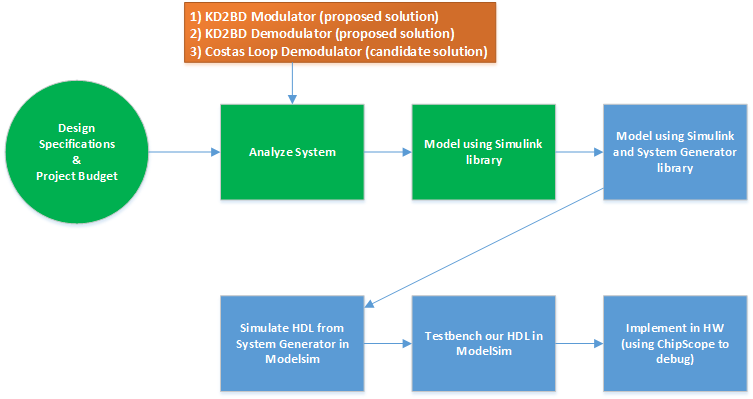 1) KD2BD Modulator (proposed solution)
2) KD2BD Demodulator (proposed solution)
3) Costas Loop Demodulator (candidate solution)
Design
Specifications
&
Project Budget
Analyze System
Model using Simulink
library
Model using Simulink
and System Generator
library
Simulate HDL from
System Generator in
Modelsim
Testbench our HDL in
ModelSim
Implement in HW
(using ChipScope to
debug)